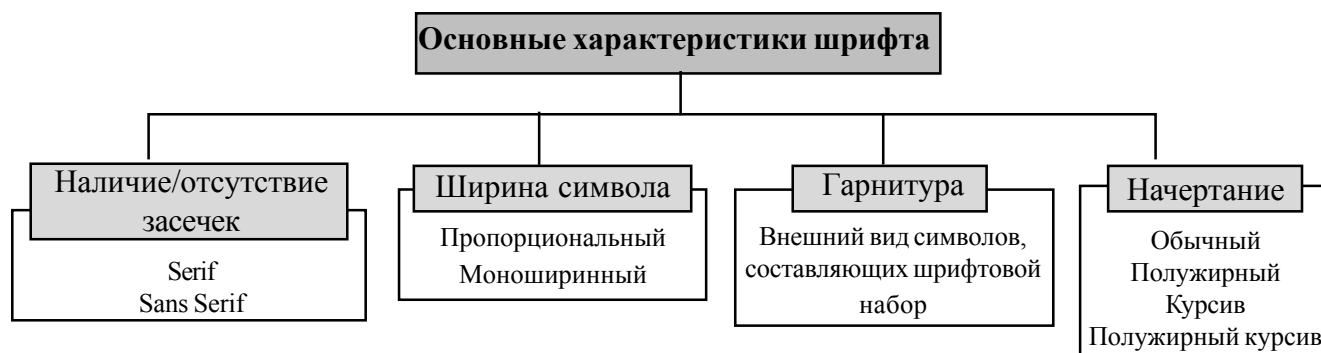 Основные характеристики шрифта
Наличие/отсутствие
засечек
Serif
Sans Serif
Ширина символа
Пропорциональный
Моноширинный
Гарнитура
Внешний вид символов,
составляющих шрифтовой
набор
Начертание
Обычный
Полужирный
Курсив
Полужирный курсив